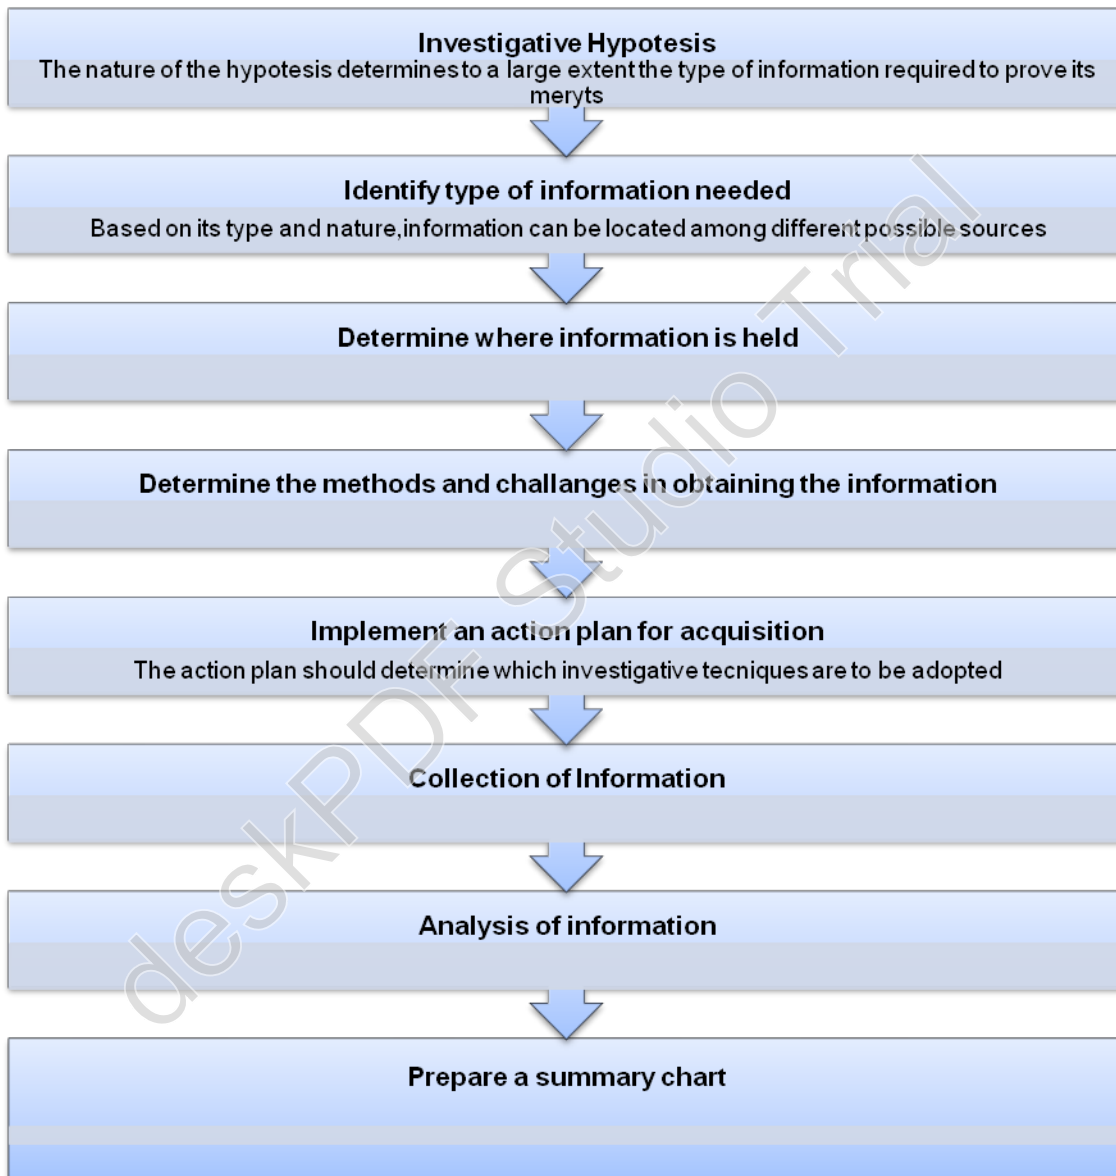 Investigative Hypotesis
The nature of the hypotesis determines to a large extent the type of information required to prove its
meryts
Identify type of information needed
Based on its type and nature,information can be located among different possible sources
Determine where information is held
Determine the methods and challanges in obtaining the information
Implement an action plan for acquisition
The action plan should determine which investigative tecniques are to be adopted
Collection of Information
Analysis of information
Prepare a summary chart
deskPDF Studio Trial